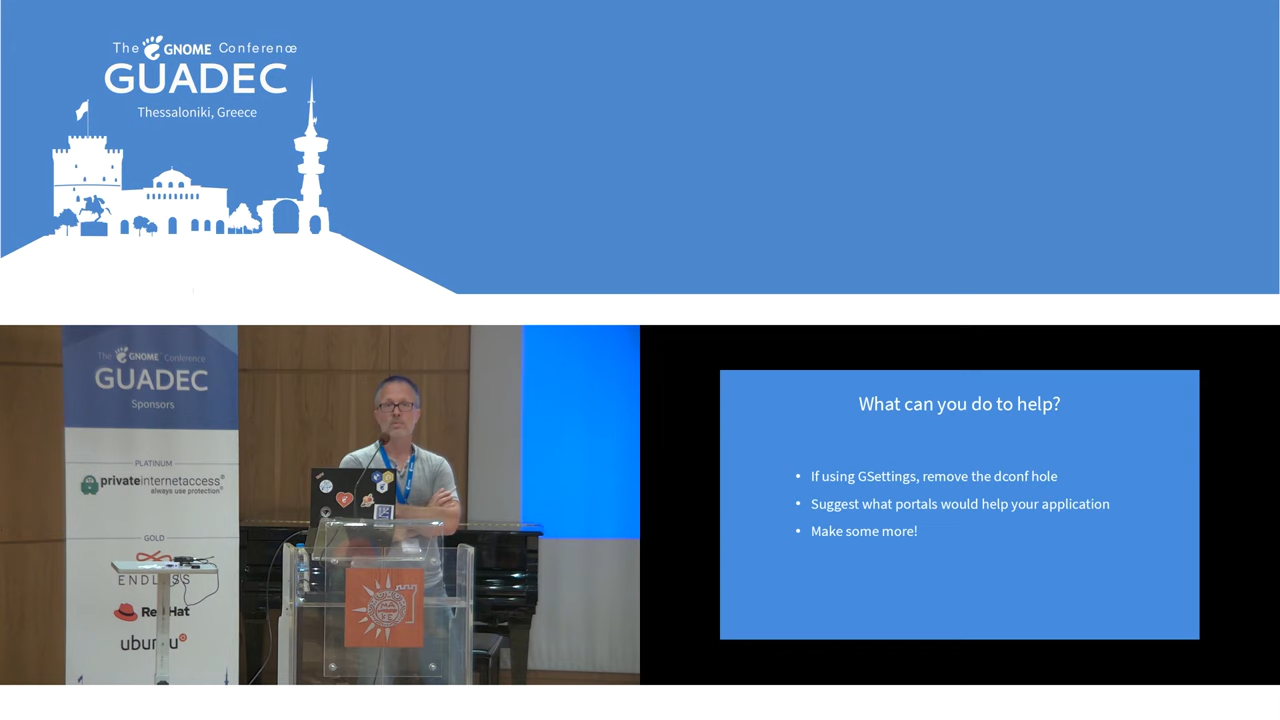 The GNOME Conference
GUADEC
Thessaloniki, Greece
The GNOME Conference
GUADEC
Sponsors
PLATINUM
privateinternetaccess
always use protection
GOLD
ENDLESS
Red Hat
ubuntu
What can you do to help?
• If using GSettings, remove the dconf hole
• Suggest what portals would help your application
• Make some more!